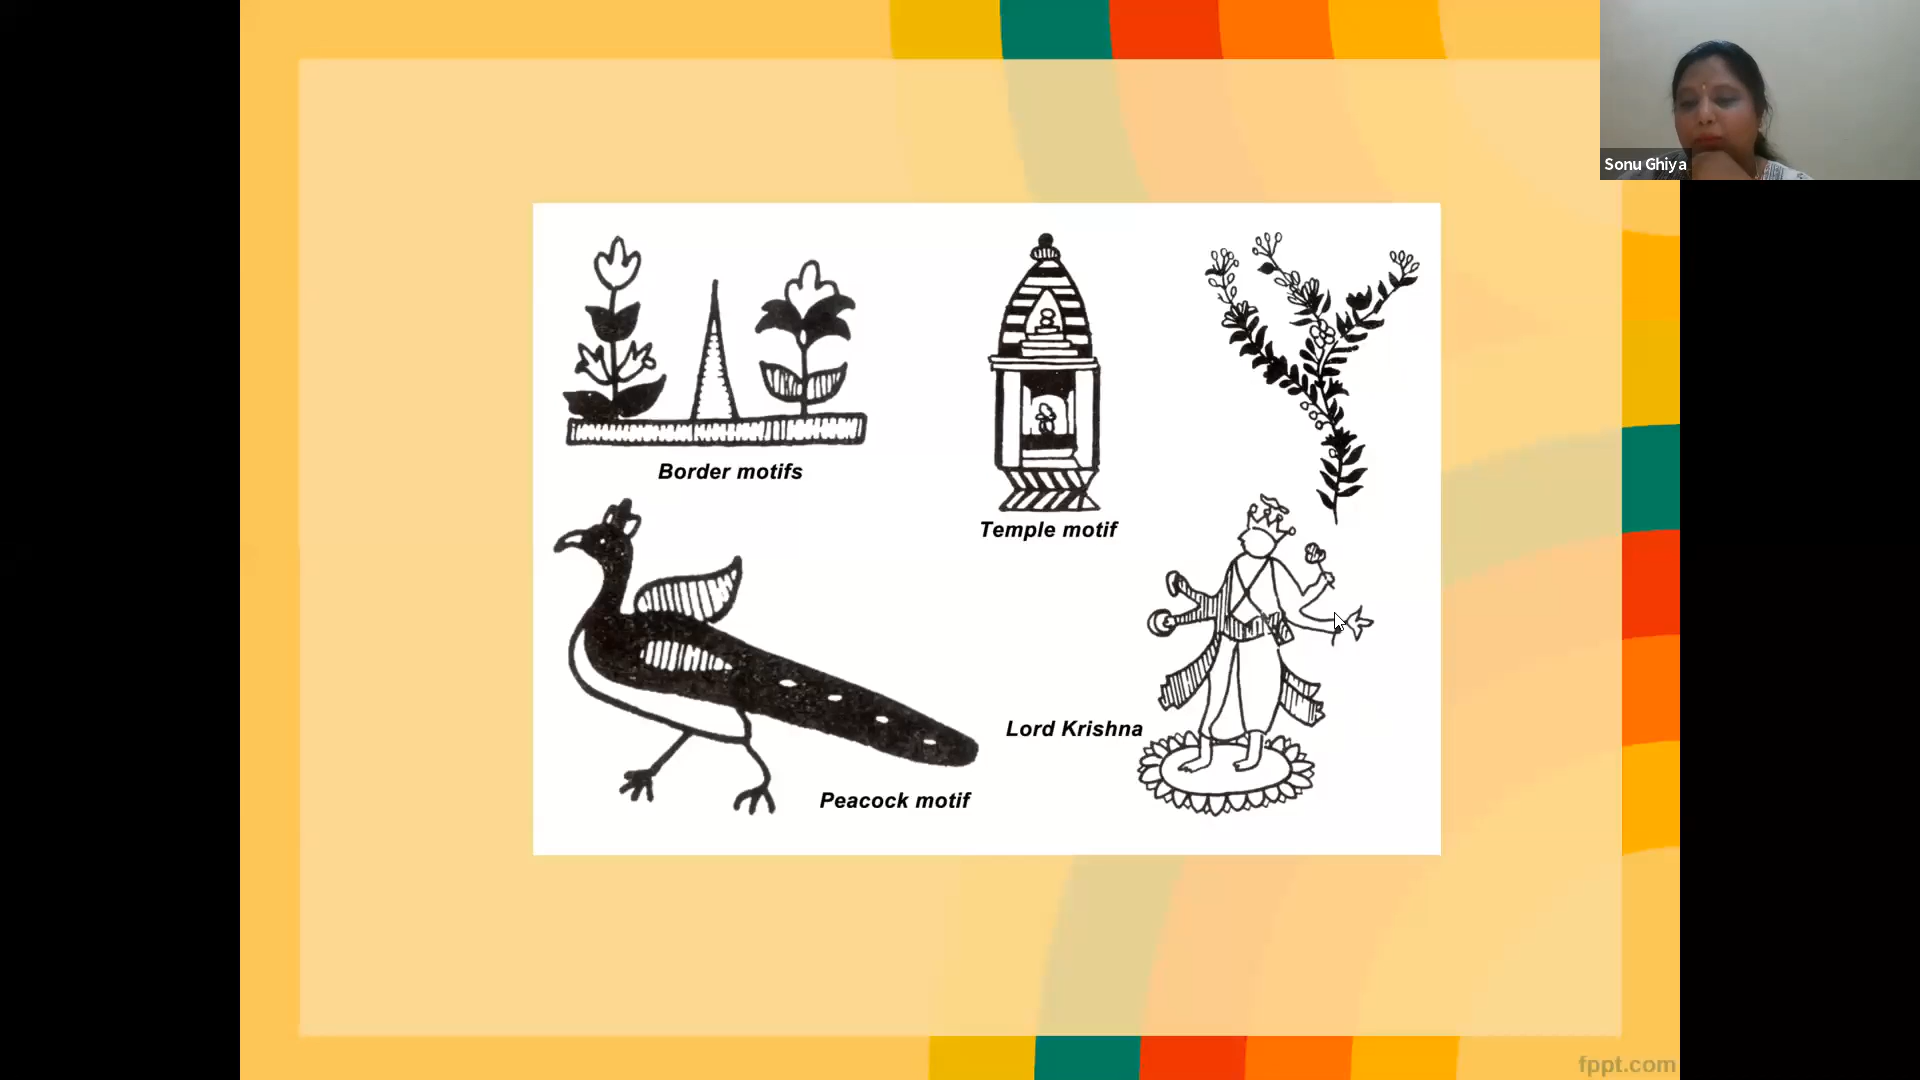 Sonu Ghiya
Border motifs
Temple motif
Lord Krishna
Peacock motif
fppt.com